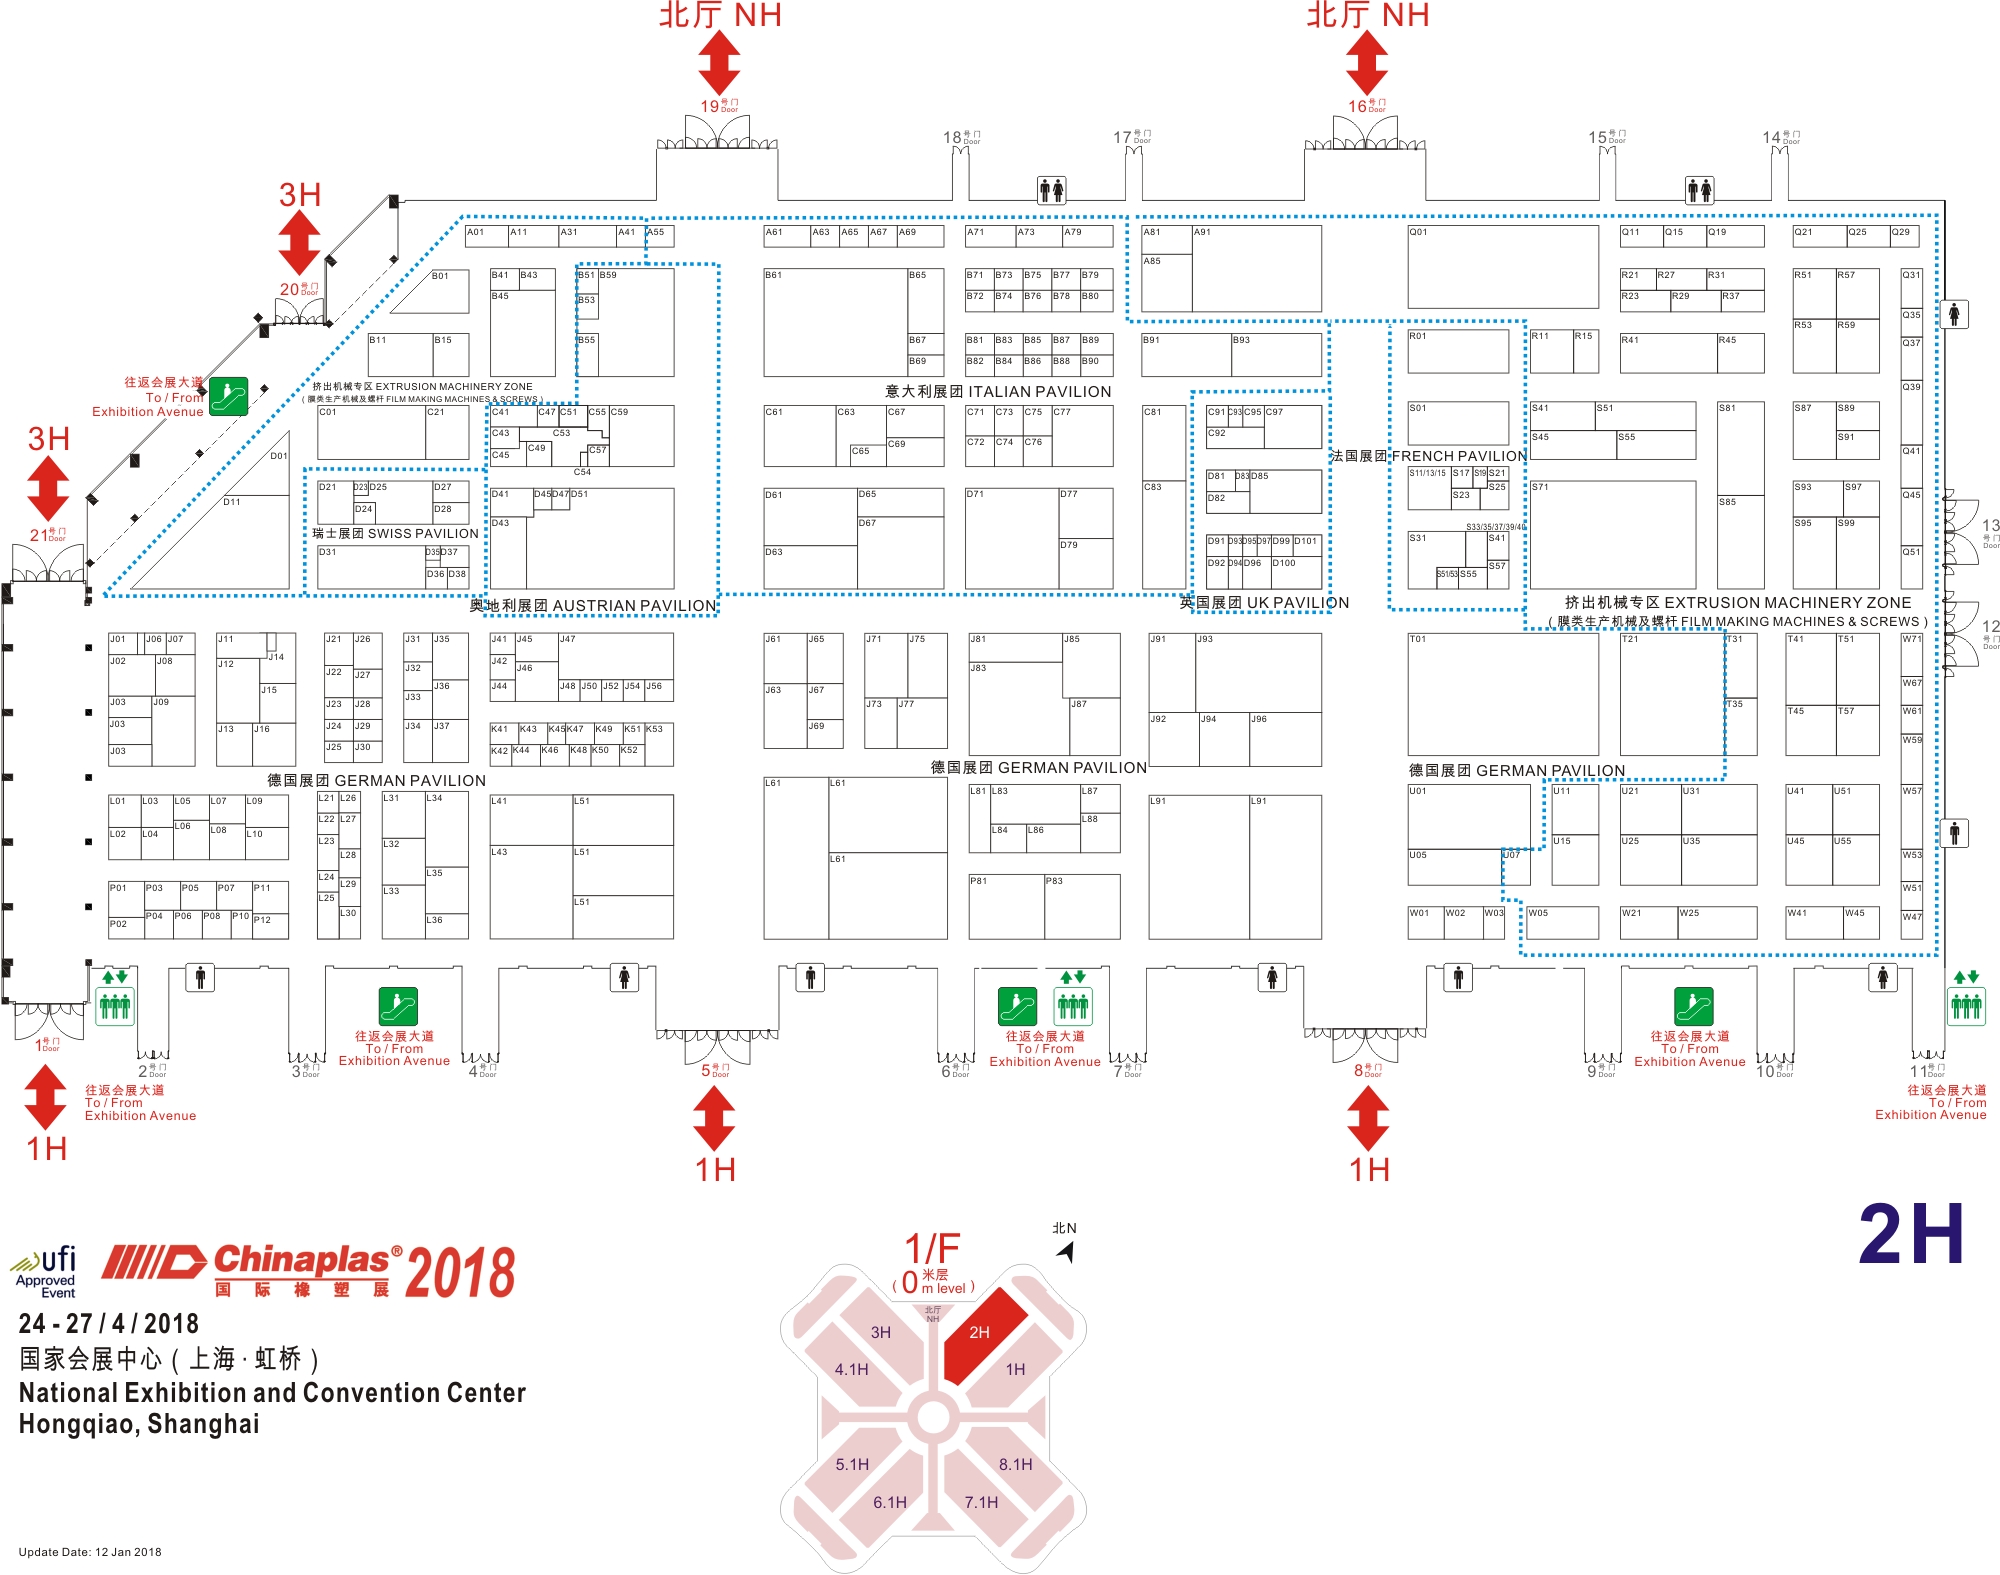 北厅 NH
北厅 NH
19 号门 Door
16 号门 Door
18 号门 Door
17 号门 Door
15 号门 Door
14 号门 Door
3H
20 号门 Door
A01 A11 A31 A41 A55 A61 A63 A65 A67 A69 A71 A73 A79 A81 A91 Q01 Q11 Q15 Q19 Q21 Q25 Q29
A85
B01 B41 B43 B51 B59 B61 B65 B71 B73 B75 B77 B79 R21 R27 R31 R51 R57 Q31
B45 B53 B72 B74 B76 B78 B80 R23 R29 R37
Q35
B11 B15 B55 B67 B81 B83 B85 B87 B89 B91 B93 R01 R11 R15 R41 R45 R53 R59 Q37
B69 B82 B84 B86 B88 B90
往返会展大道
To / From
Exhibition Avenue
挤出机械专区 EXTRUSION MACHINERY ZONE
( 膜类生产机械及螺杆 FILM MAKING MACHINES & SCREWS )
意大利展团 ITALIAN PAVILION
Q39
C01 C21 C41 C47 C51 C55 C59 C61 C63 C67 C71 C73 C75 C77 C81 C91 C93 C95 C97 S01 S41 S51 S81 S87 S89
C43 C53 C92
C45 C49 C57 C65 C69 C72 C74 C76 S45 S55 S91
C54
3H
21 号门 Door
D01
法国展团 FRENCH PAVILION
Q41
D11 D21 D23 D25 D27 D41 D45 D47 D51 D61 D65 D71 D77 C83 D81 D83 D85 S11/13/15 S17 S19 S21 S71 S85 S93 S97 Q45
D24 D28 D82 S23 S25
D43 D67 S95 S99
瑞士展团 SWISS PAVILION
S33/35/37/39/40
13 号门 Door
D31 D35 D37 D63 D79 D91 D93 D95 D97 D99 D101 S31 S41 Q51
D36 D38 D92 D94 D96 D100 S51/53 S55 S57
奥地利展团 AUSTRIAN PAVILION
英国展团 UK PAVILION
挤出机械专区 EXTRUSION MACHINERY ZONE
( 膜类生产机械及螺杆 FILM MAKING MACHINES & SCREWS )
12 号门 Door
J01 J06 J07 J11 J21 J26 J31 J35 J41 J45 J47 J61 J65 J71 J75 J81 J85 J91 J93 T01 T21 T31 T41 T51 W71
J02 J08 J12 J14 J22 J27 J32 J36 J42 J46 J83
J15 J44 J48 J50 J52 J54 J56 J63 J67 W67
J03 J09 J23 J28 J33 J73 J77 J87 T35 T45 T57 W61
J03 J13 J16 J24 J29 J34 J37 K41 K43 K45 K47 K49 K51 K53 J69 J92 J94 J96
J03 J25 J30 K42 K44 K46 K48 K50 K52 W59
德国展团 GERMAN PAVILION
德国展团 GERMAN PAVILION
德国展团 GERMAN PAVILION
L01 L03 L05 L07 L09 L21 L26 L31 L34 L41 L51 L61 L61 L81 L83 L87 L91 L91 U01 U11 U21 U31 U41 U51 W57
L02 L04 L06 L08 L10 L22 L27 L84 L86 L88
L23 L28 L32 L43 L51 L61 U05 U07 U15 U25 U35 U45 U55 W53
L24 L29 L35
P01 P03 P05 P07 P11 L25 L33 L51 P81 P83 W51
P02 P04 P06 P08 P10 P12 L30 L36 W01 W02 W03 W05 W21 W25 W41 W45 W47
往返会展大道
To / From
Exhibition Avenue
往返会展大道
To / From
Exhibition Avenue
往返会展大道
To / From
Exhibition Avenue
1 号门 Door
2 号门 Door
3 号门 Door
4 号门 Door
5 号门 Door
6 号门 Door
7 号门 Door
8 号门 Door
9 号门 Door
10 号门 Door
11 号门 Door
往返会展大道
To / From
Exhibition Avenue
往返会展大道
To / From
Exhibition Avenue
1H
1H
1H
2H
ufi
Approved
Event
Chinaplas® 2018
国际橡塑展
24 - 27 / 4 / 2018
国家会展中心 ( 上海 · 虹桥 )
National Exhibition and Convention Center
Hongqiao, Shanghai
1/F
( 0 米层 m level )
北N
北厅
NH
3H
2H
4.1H
1H
5.1H
8.1H
6.1H
7.1H
Update Date: 12 Jan 2018